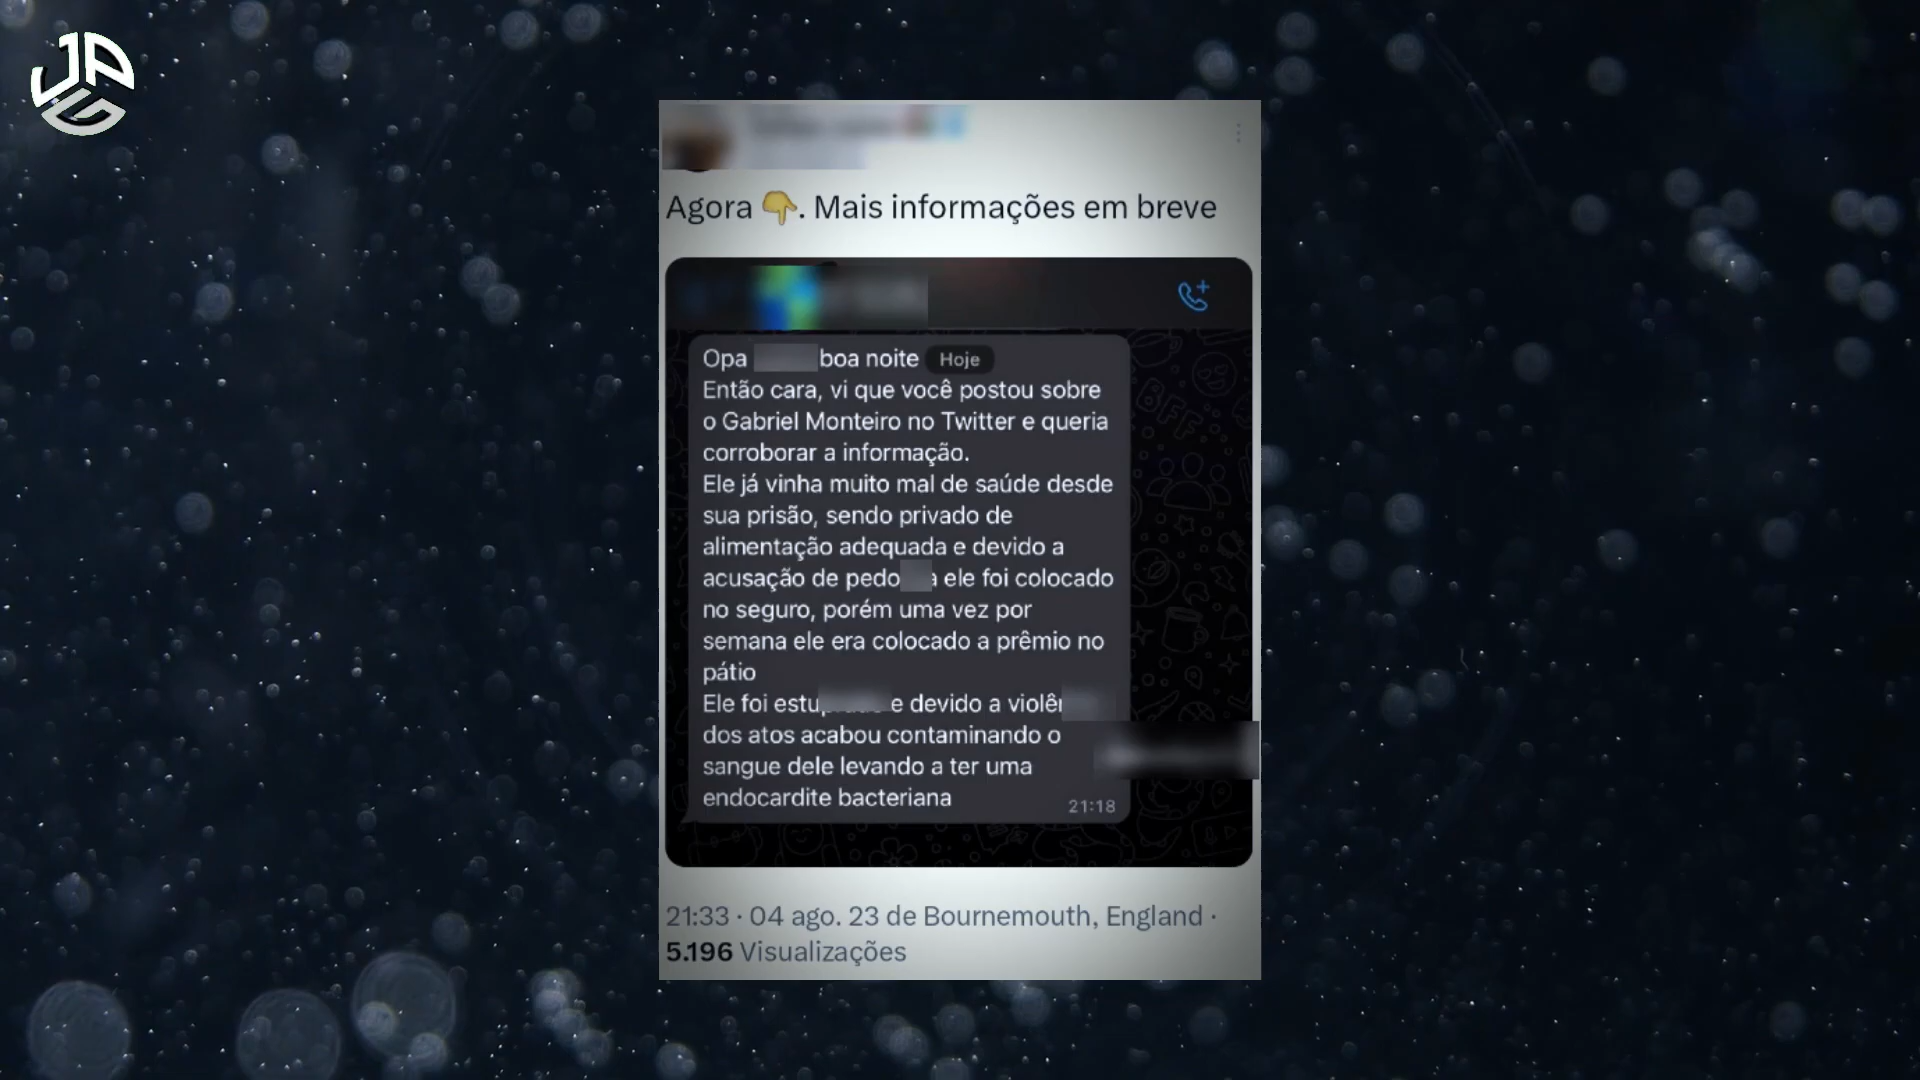 JAG
Agora 👇. Mais informações em breve
Opa boa noite Hoje
Então cara, vi que você postou sobre
o Gabriel Monteiro no Twitter e queria
corroborar a informação.
Ele já vinha muito mal de saúde desde
sua prisão, sendo privado de
alimentação adequada e devido a
acusação de pedo a ele foi colocado
no seguro, porém uma vez por
semana ele era colocado a prêmio no
pátio
Ele foi estu e devido a violên
dos atos acabou contaminando o
sangue dele levando a ter uma
endocardite bacteriana
21:18
21:33 · 04 ago. 23 de Bournemouth, England ·
5.196 Visualizações